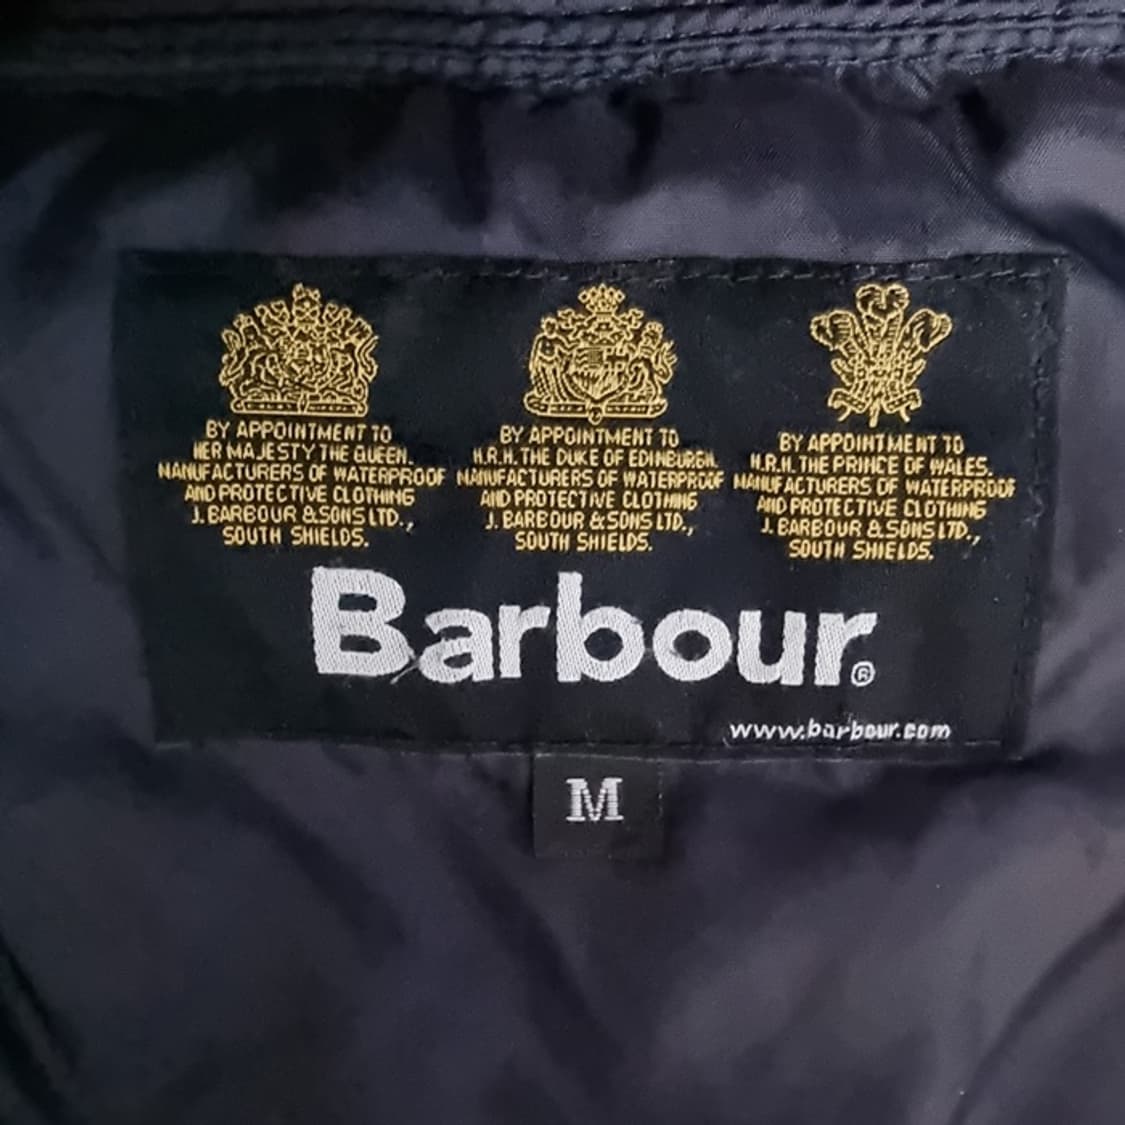 BY APPOINTMENT TO
HER MAJESTY THE QUEEN.
MANUFACTURERS OF WATERPROOF
AND PROTECTIVE CLOTHING
J. BARBOUR & SONS LTD.,
SOUTH SHIELDS.
BY APPOINTMENT TO
H.R.H. THE DUKE OF EDINBURGH.
MANUFACTURERS OF WATERPROOF
AND PROTECTIVE CLOTHING
J. BARBOUR & SONS LTD.,
SOUTH SHIELDS.
BY APPOINTMENT TO
H.R.H. THE PRINCE OF WALES.
MANUFACTURERS OF WATERPROOF
AND PROTECTIVE CLOTHING
J. BARBOUR & SONS LTD.,
SOUTH SHIELDS.
Barbour®
www.barbour.com
M